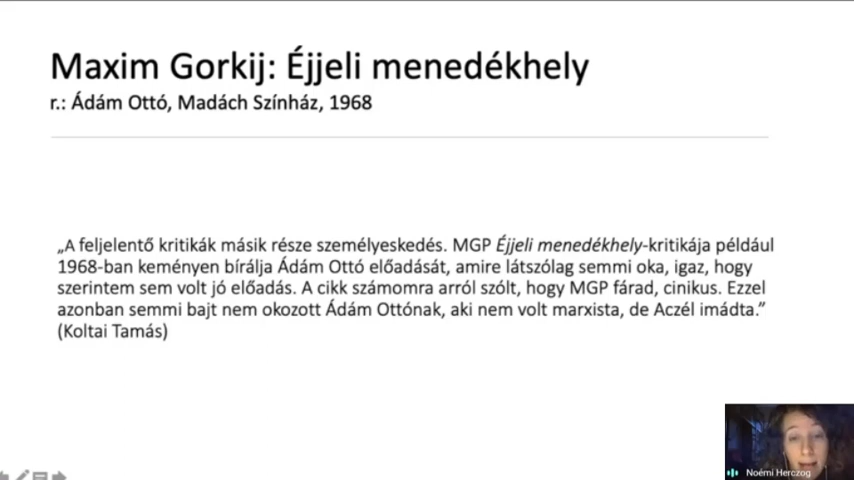 Maxim Gorkij: Éjjeli menedékhely
r.: Ádám Ottó, Madách Színház, 1968
„A feljelentő kritikák másik része személyeskedés. MGP Éjjeli menedékhely-kritikája például
1968-ban keményen bírálja Ádám Ottó előadását, amire látszólag semmi oka, igaz, hogy
szerintem sem volt jó előadás. A cikk számomra arról szólt, hogy MGP fárad, cinikus. Ezzel
azonban semmi bajt nem okozott Ádám Ottónak, aki nem volt marxista, de Aczél imádta.”
(Koltai Tamás)
Noémi Herczog